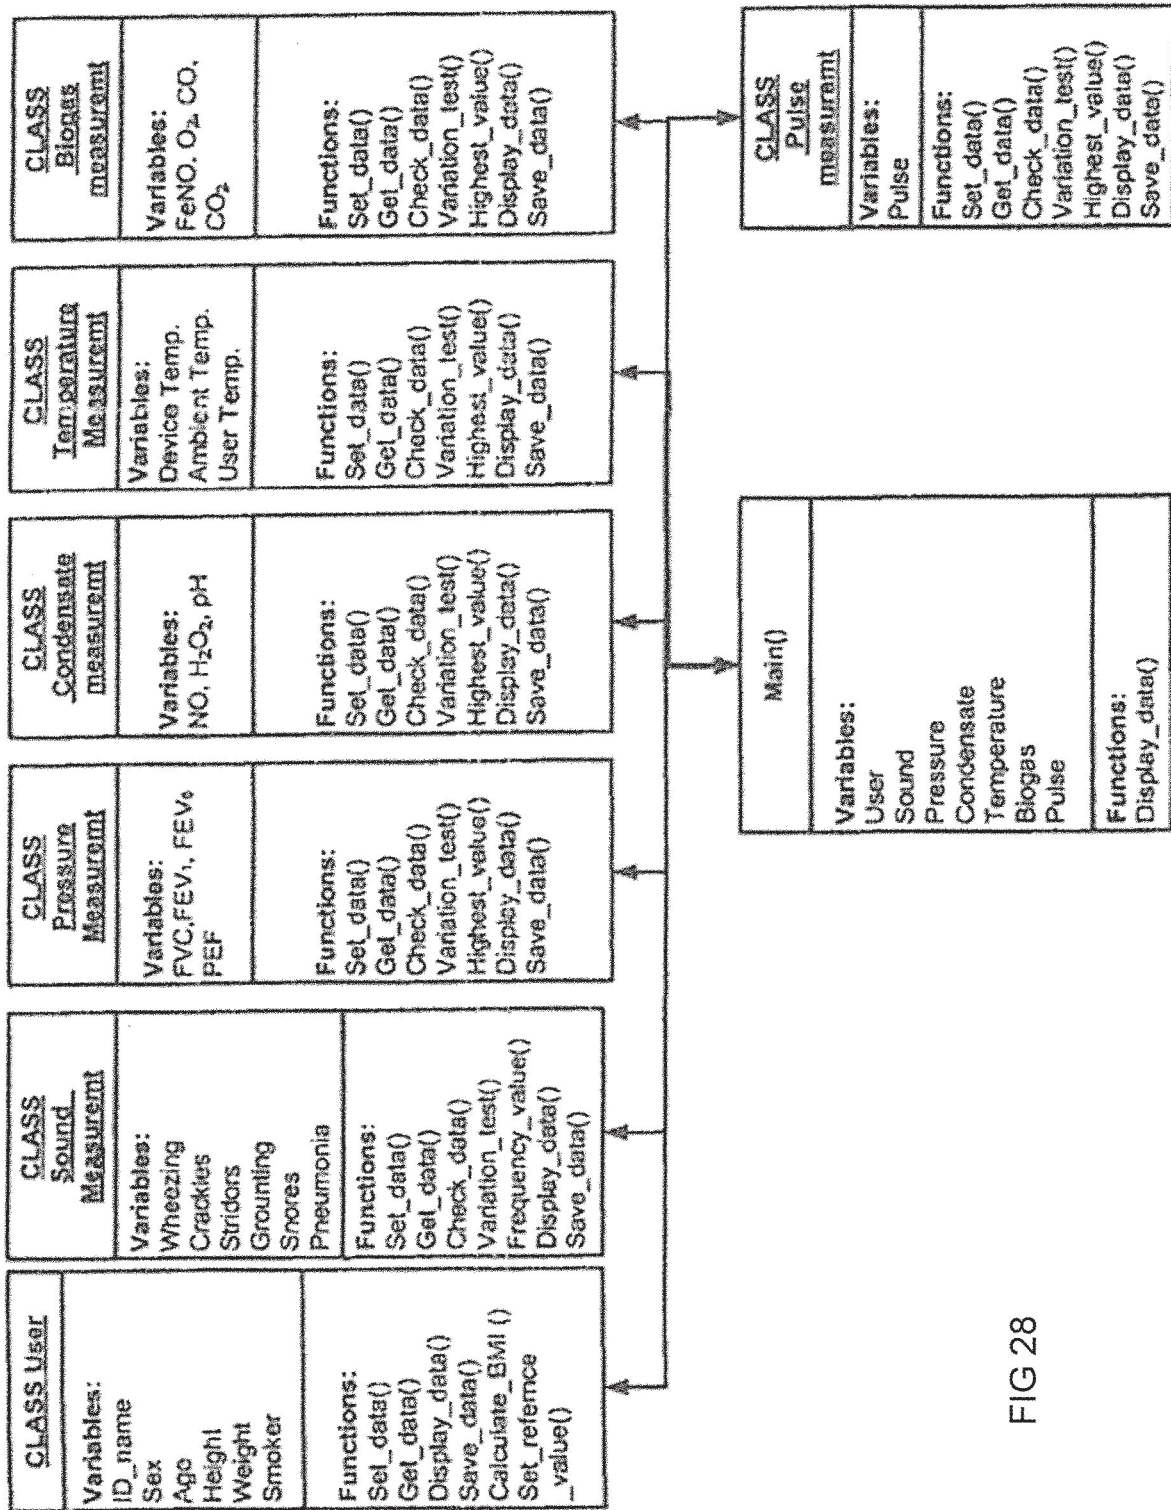 CLASS User
Variables:
ID_name
Sex
Age
Height
Weight
Smoker
Functions:
Set_data()
Get_data()
Display_data()
Save_data()
Calculate_BMI ()
Set_refernce
_value()
CLASS
Sound
Measuremt
Variables:
Wheezing
Crackles
Stridors
Grounting
Snores
Pneumonia
Functions:
Set_data()
Get_data()
Check_data()
Variation_test()
Frequency_value()
Display_data()
Save_data()
CLASS
Pressure
Measuremt
Variables:
FVC,FEV₁, FEV₆
PEF
Functions:
Set_data()
Get_data()
Check_data()
Variation_test()
Highest_value()
Display_data()
Save_data()
CLASS
Condensate
measuremt
Variables:
NO, H₂O₂, pH
Functions:
Set_data()
Get_data()
Check_data()
Variation_test()
Highest_value()
Display_data()
Save_data()
CLASS
Temperature
Measuremt
Variables:
Device Temp.
Ambient Temp.
User Temp.
Functions:
Set_data()
Get_data()
Check_data()
Variation_test()
Highest_value()
Display_data()
Save_data()
CLASS
Biogas
measuremt
Variables:
FeNO, O₂, CO,
CO₂
Functions:
Set_data()
Get_data()
Check_data()
Variation_test()
Highest_value()
Display_data()
Save_data()
Main()
Variables:
User
Sound
Pressure
Condensate
Temperature
Biogas
Pulse
Functions:
Display_data()
CLASS
Pulse
measuremt
Variables:
Pulse
Functions:
Set_data()
Get_data()
Check_data()
Variation_test()
Highest_value()
Display_data()
Save_data()
FIG 28